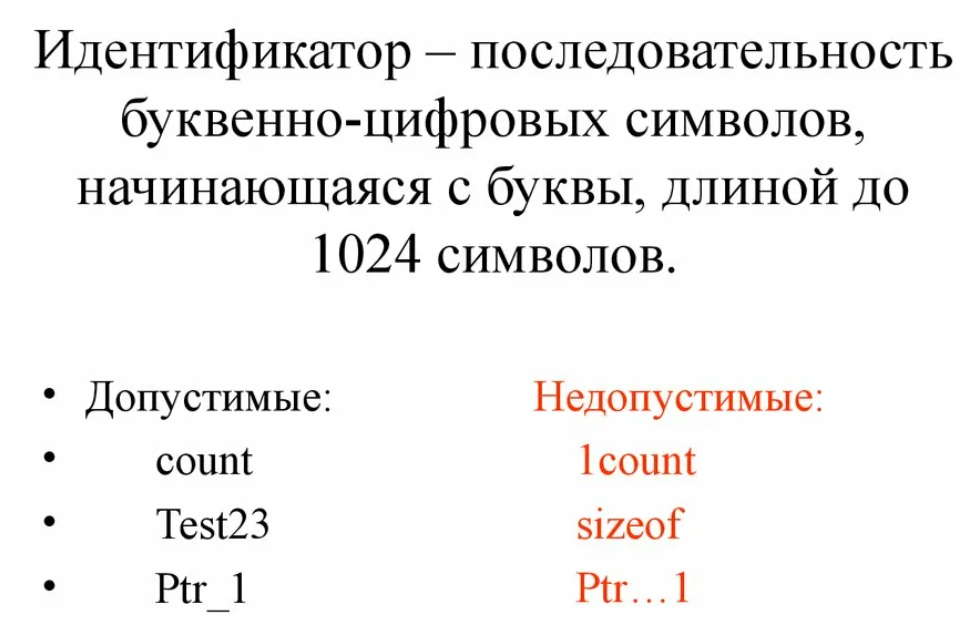 Идентификатор – последовательность
буквенно-цифровых символов,
начинающаяся с буквы, длиной до
1024 символов.
• Допустимые: Недопустимые:
• count 1count
• Test23 sizeof
• Ptr_1 Ptr…1